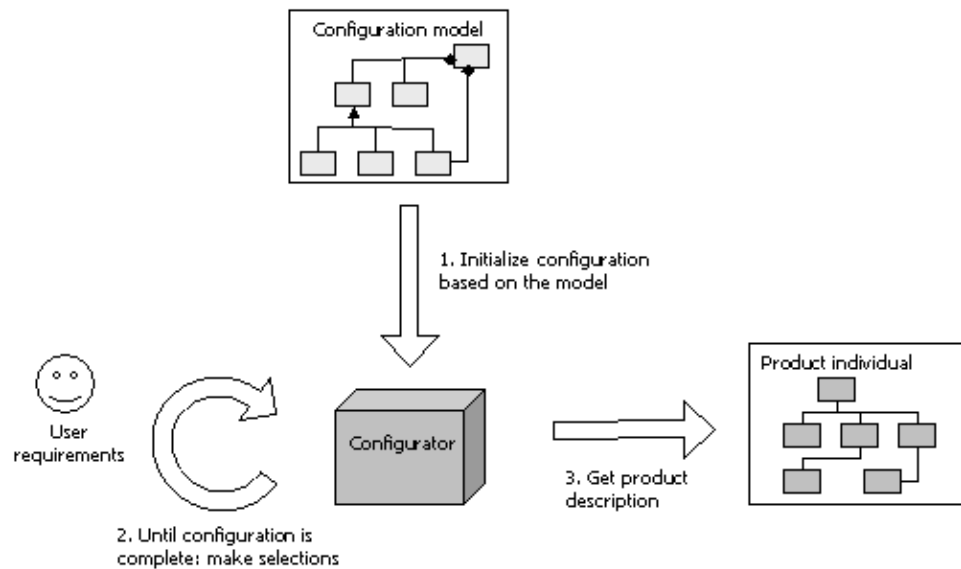 Configuration model
1. Initialize configuration
based on the model
User
requirements
Configurator
Product individual
3. Get product
description
2. Until configuration is
complete: make selections